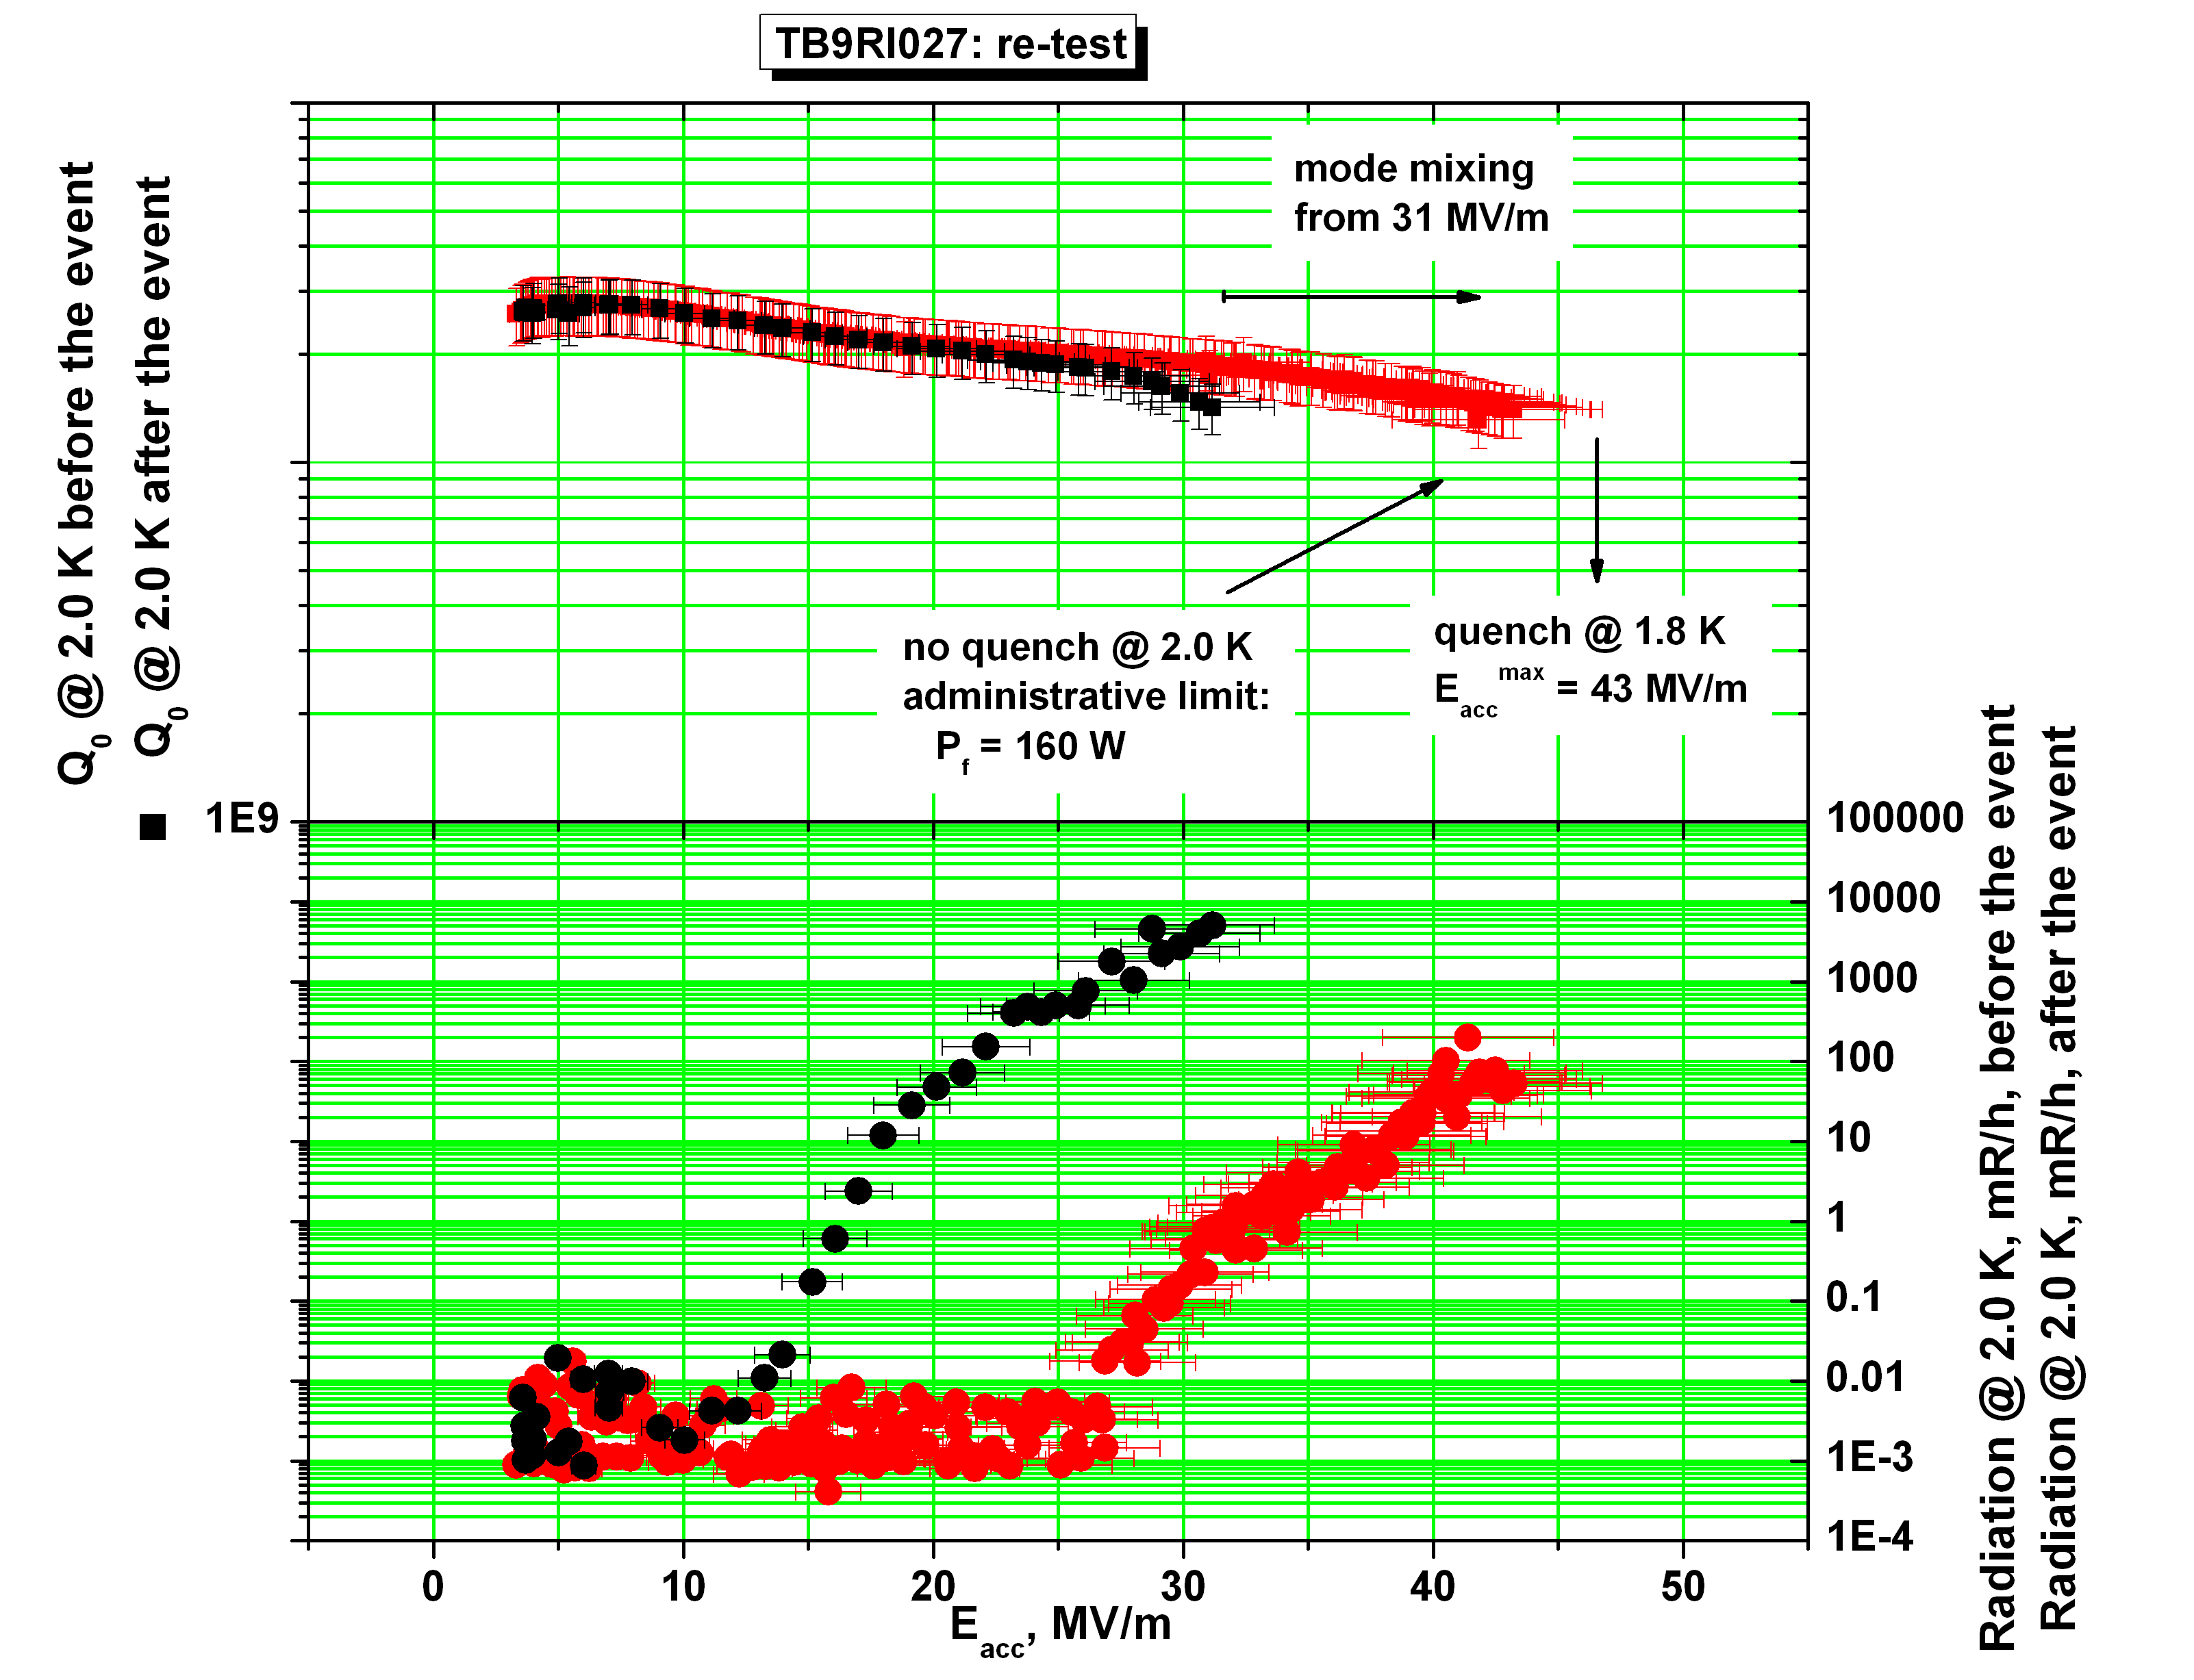 TB9RI027: re-test
mode mixing
from 31 MV/m
no quench @ 2.0 K
administrative limit:
P_f = 160 W
quench @ 1.8 K
E_acc^max = 43 MV/m
Q_0 @ 2.0 K before the event
■ Q_0 @ 2.0 K after the event
1E9
100000
10000
1000
100
10
1
0.1
0.01
1E-3
1E-4
Radiation @ 2.0 K, mR/h, before the event
Radiation @ 2.0 K, mR/h, after the event
0 10 20 30 40 50
E_acc, MV/m